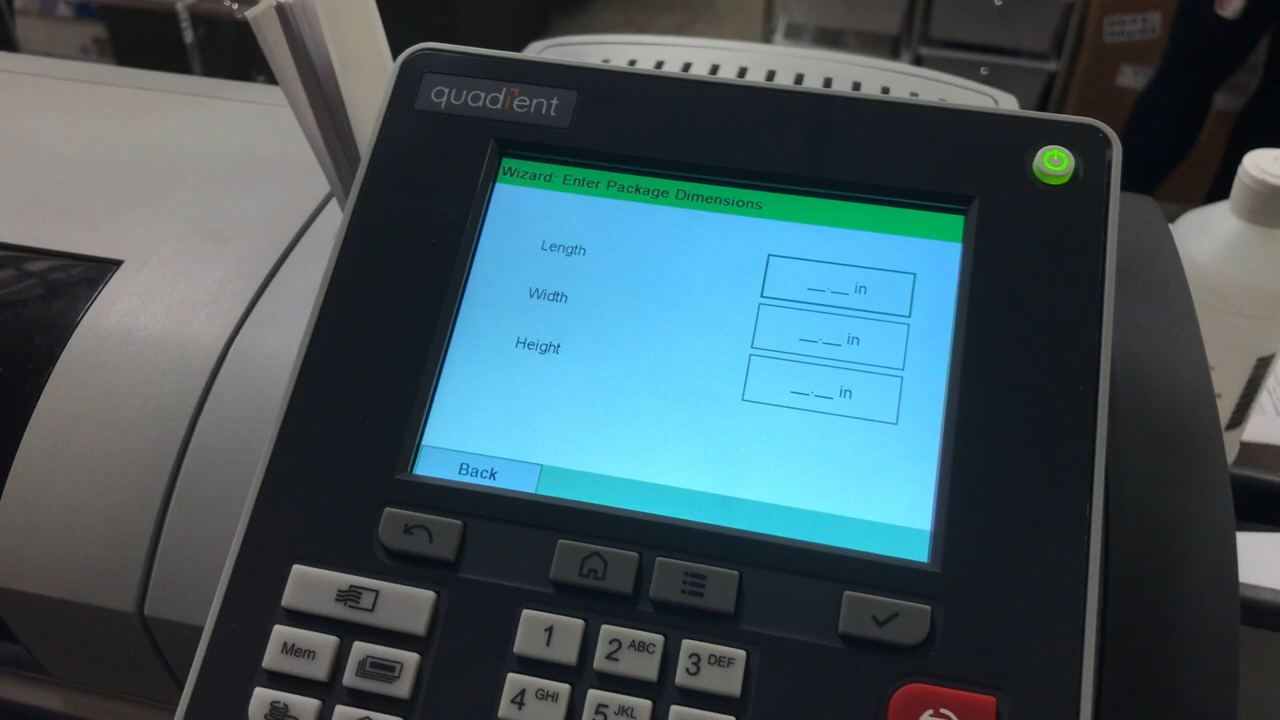 quadient
Wizard: Enter Package Dimensions
Length
__.__ in
Width
__.__ in
Height
__.__ in
Back
Mem
1
2 ABC
3 DEF
4 GHI
5 JKL